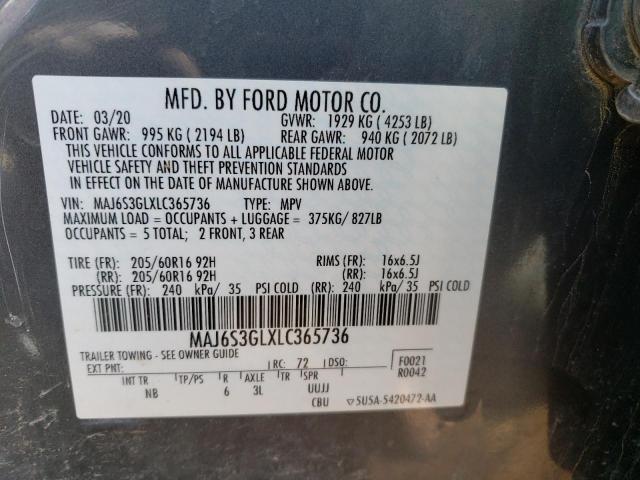 MFD. BY FORD MOTOR CO.
DATE: 03/20 GVWR: 1929 KG ( 4253 LB)
FRONT GAWR: 995 KG ( 2194 LB) REAR GAWR: 940 KG ( 2072 LB)
THIS VEHICLE CONFORMS TO ALL APPLICABLE FEDERAL MOTOR
VEHICLE SAFETY AND THEFT PREVENTION STANDARDS
IN EFFECT ON THE DATE OF MANUFACTURE SHOWN ABOVE.
VIN: MAJ6S3GLXLC365736 TYPE: MPV
MAXIMUM LOAD = OCCUPANTS + LUGGAGE = 375KG/ 827LB
OCCUPANTS = 5 TOTAL; 2 FRONT, 3 REAR
TIRE (FR): 205/60R16 92H RIMS (FR): 16x6.5J
(RR): 205/60R16 92H (RR): 16x6.5J
PRESSURE (FR) 240 kPa/ 35 PSI COLD (RR): 240 kPa/ 35 PSI COLD
MAJ6S3GLXLC365736
TRAILER TOWING - SEE OWNER GUIDE
EXT PNT: RC: 72 DSO: F0021
R0042
INT TR TP/PS R AXLE TR SPR
NB 6 3L UUJJ
CBU ▽5U5A-5420472-AA